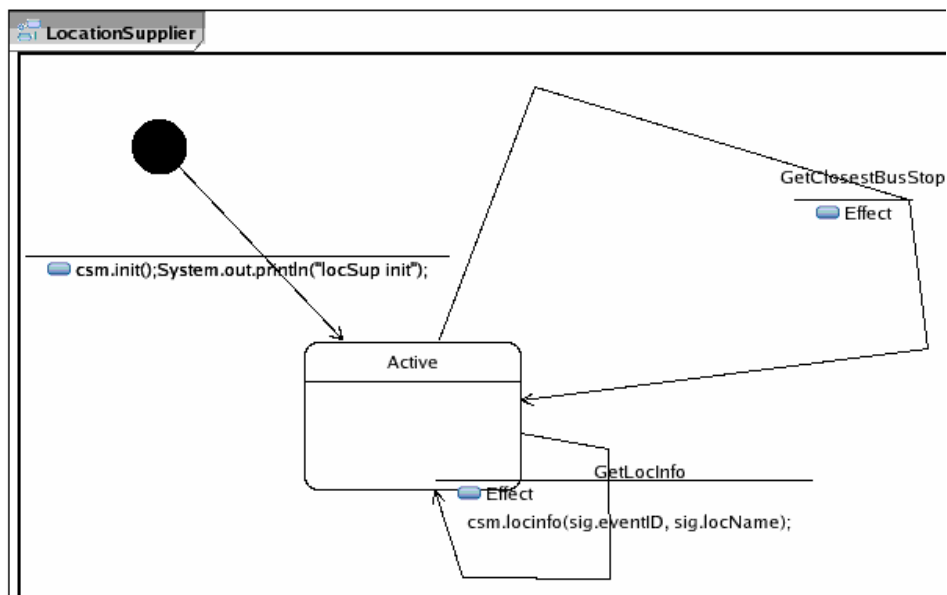 LocationSupplier
GetClosestBusStop
Effect
csm.init();System.out.println("locSup init");
Active
GetLocInfo
Effect
csm.locinfo(sig.eventID, sig.locName);